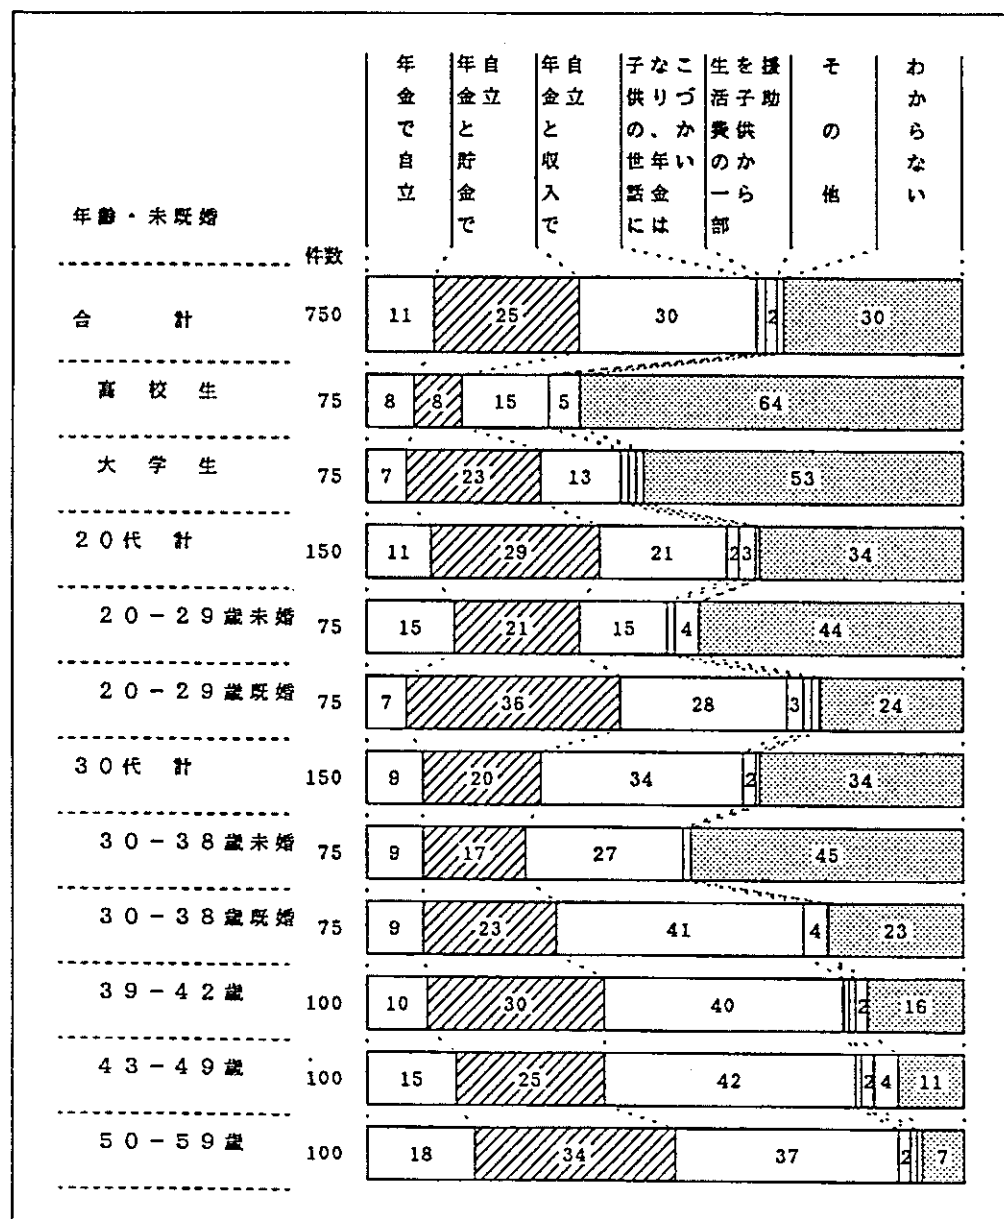 年金で自立
年金と貯金で自立
年金と収入で自立
子供の世話になり、年金はこづかい
生活費の一部を子供から援助
その他
わからない
年齢・未既婚
件数
合計 750 11 25 30 2 30
高校生 75 8 8 15 5 64
大学生 75 7 23 13 53
20代 計 150 11 29 21 2 3 34
20-29歳未婚 75 15 21 15 4 44
20-29歳既婚 75 7 36 28 3 24
30代 計 150 9 20 34 2 34
30-38歳未婚 75 9 17 27 45
30-38歳既婚 75 9 23 41 4 23
39-42歳 100 10 30 40 2 16
43-49歳 100 15 25 42 2 4 11
50-59歳 100 18 34 37 2 7